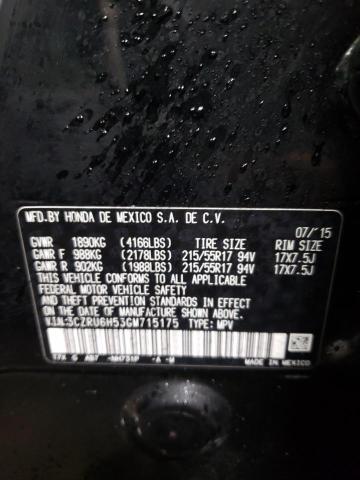 MFD.BY HONDA DE MEXICO S.A. DE C.V. 07/'15
GVWR 1890KG (4166LBS) TIRE SIZE RIM SIZE
GAWR F 988KG (2178LBS) 215/55R17 94V 17X7.5J
GAWR R 902KG (1988LBS) 215/55R17 94V 17X7.5J
THIS VEHICLE CONFORMS TO ALL APPLICABLE
FEDERAL MOTOR VEHICLE SAFETY STANDARDS IN EFFECT
ON THE DATE OF MANUFACTURE SHOWN ABOVE.
VIN:3CZRU6H53GM715175 TYPE: MPV
T7X G A57 NH731P -A -M MADE IN MEXICO